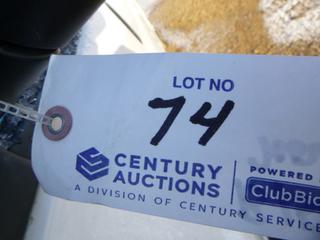 LOT NO
74
CENTURY
AUCTIONS
POWERED
ClubBid
A DIVISION OF CENTURY SERVICE